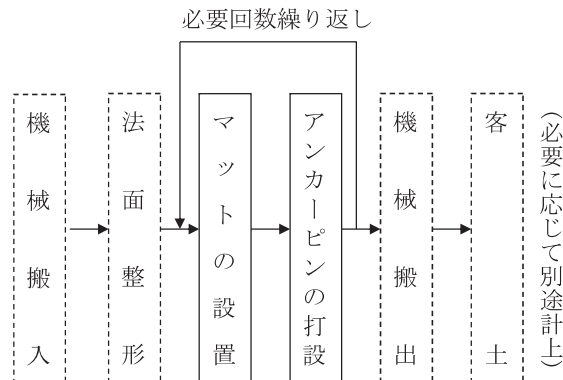 必要回数繰り返し
機械搬入
法面整形
マットの設置
アンカーピンの打設
機械搬出
客土
（必要に応じて別途計上）